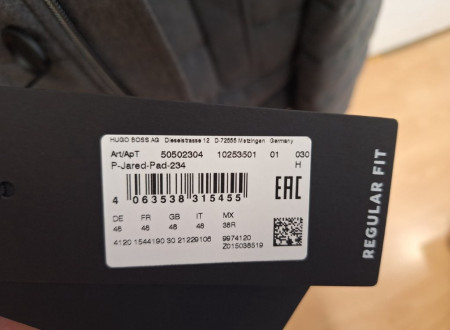 HUGO BOSS AG Dieselstrasse 12 D-72555 Metzingen Germany
Art/ApT 50502304 10253501 01 030
P-Jared-Pad-234 H
4 063538 315455
EAC
DE FR GB IT MX
46 46 46 46 36R
4120 1544190 30 21229106 9974120
Z015038519
REGULAR FIT